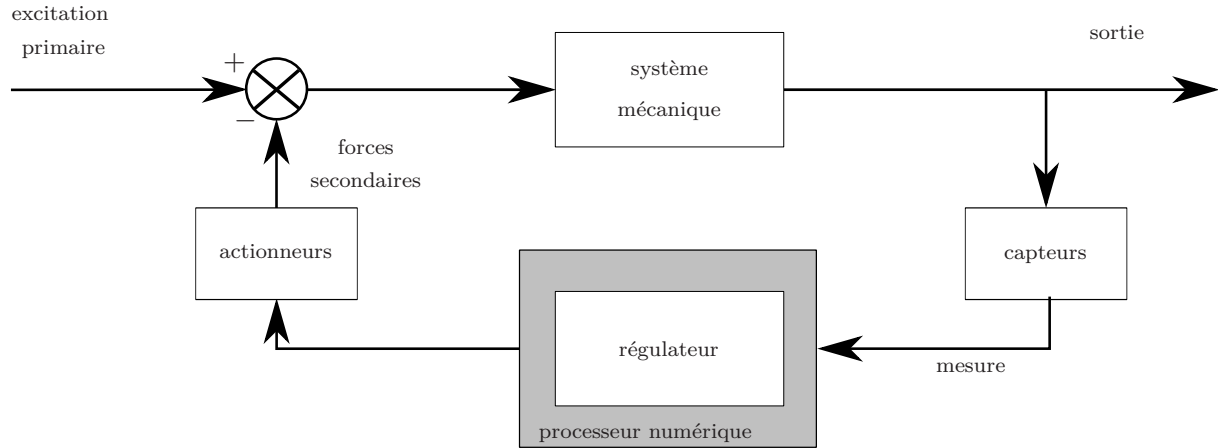 excitation
primaire
+
−
système
mécanique
sortie
forces
secondaires
actionneurs
capteurs
régulateur
mesure
processeur numérique